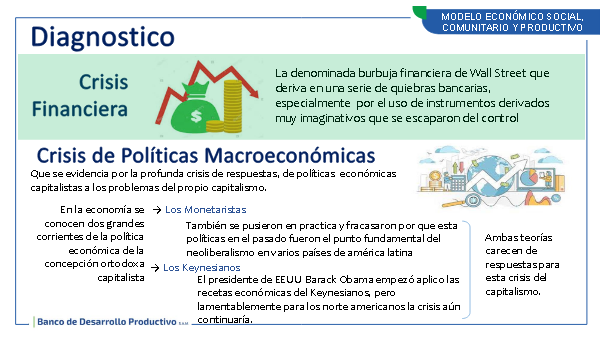 MODELO ECONÓMICO SOCIAL,
COMUNITARIO Y PRODUCTIVO
Diagnostico
Crisis
Financiera
La denominada burbuja financiera de Wall Street que
deriva en una serie de quiebras bancarias,
especialmente por el uso de instrumentos derivados
muy imaginativos que se escaparon del control
$
Crisis de Políticas Macroeconómicas
Que se evidencia por la profunda crisis de respuestas, de políticas económicas
capitalistas a los problemas del propio capitalismo.
En la economía se
conocen dos grandes
corrientes de la política
económica de la
concepción ortodoxa
capitalista
→ Los Monetaristas
También se pusieron en practica y fracasaron por que esta
políticas en el pasado fueron el punto fundamental del
neoliberalismo en varios países de américa latina
→ Los Keynesianos
El presidente de EEUU Barack Obama empezó aplico las
recetas económicas del Keynesianos, pero
lamentablemente para los norte americanos la crisis aún
continuaría.
Ambas teorías
carecen de
respuestas para
esta crisis del
capitalismo.
Banco de Desarrollo Productivo S.A.M.